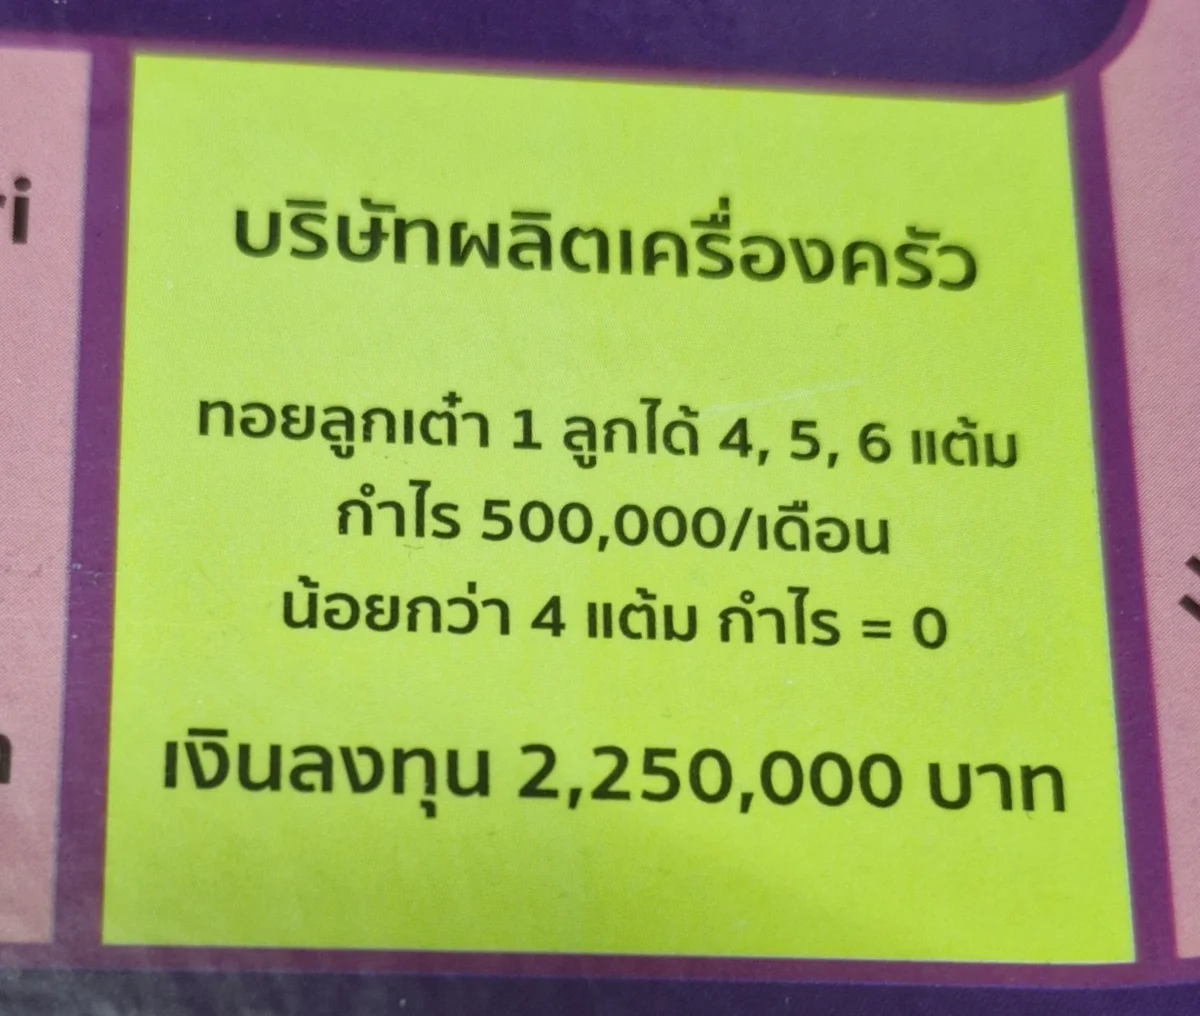 บริษัทผลิตเครื่องครัว
ทอยลูกเต๋า 1 ลูกได้ 4, 5, 6 แต้ม
กำไร 500,000/เดือน
น้อยกว่า 4 แต้ม กำไร = 0
เงินลงทุน 2,250,000 บาท